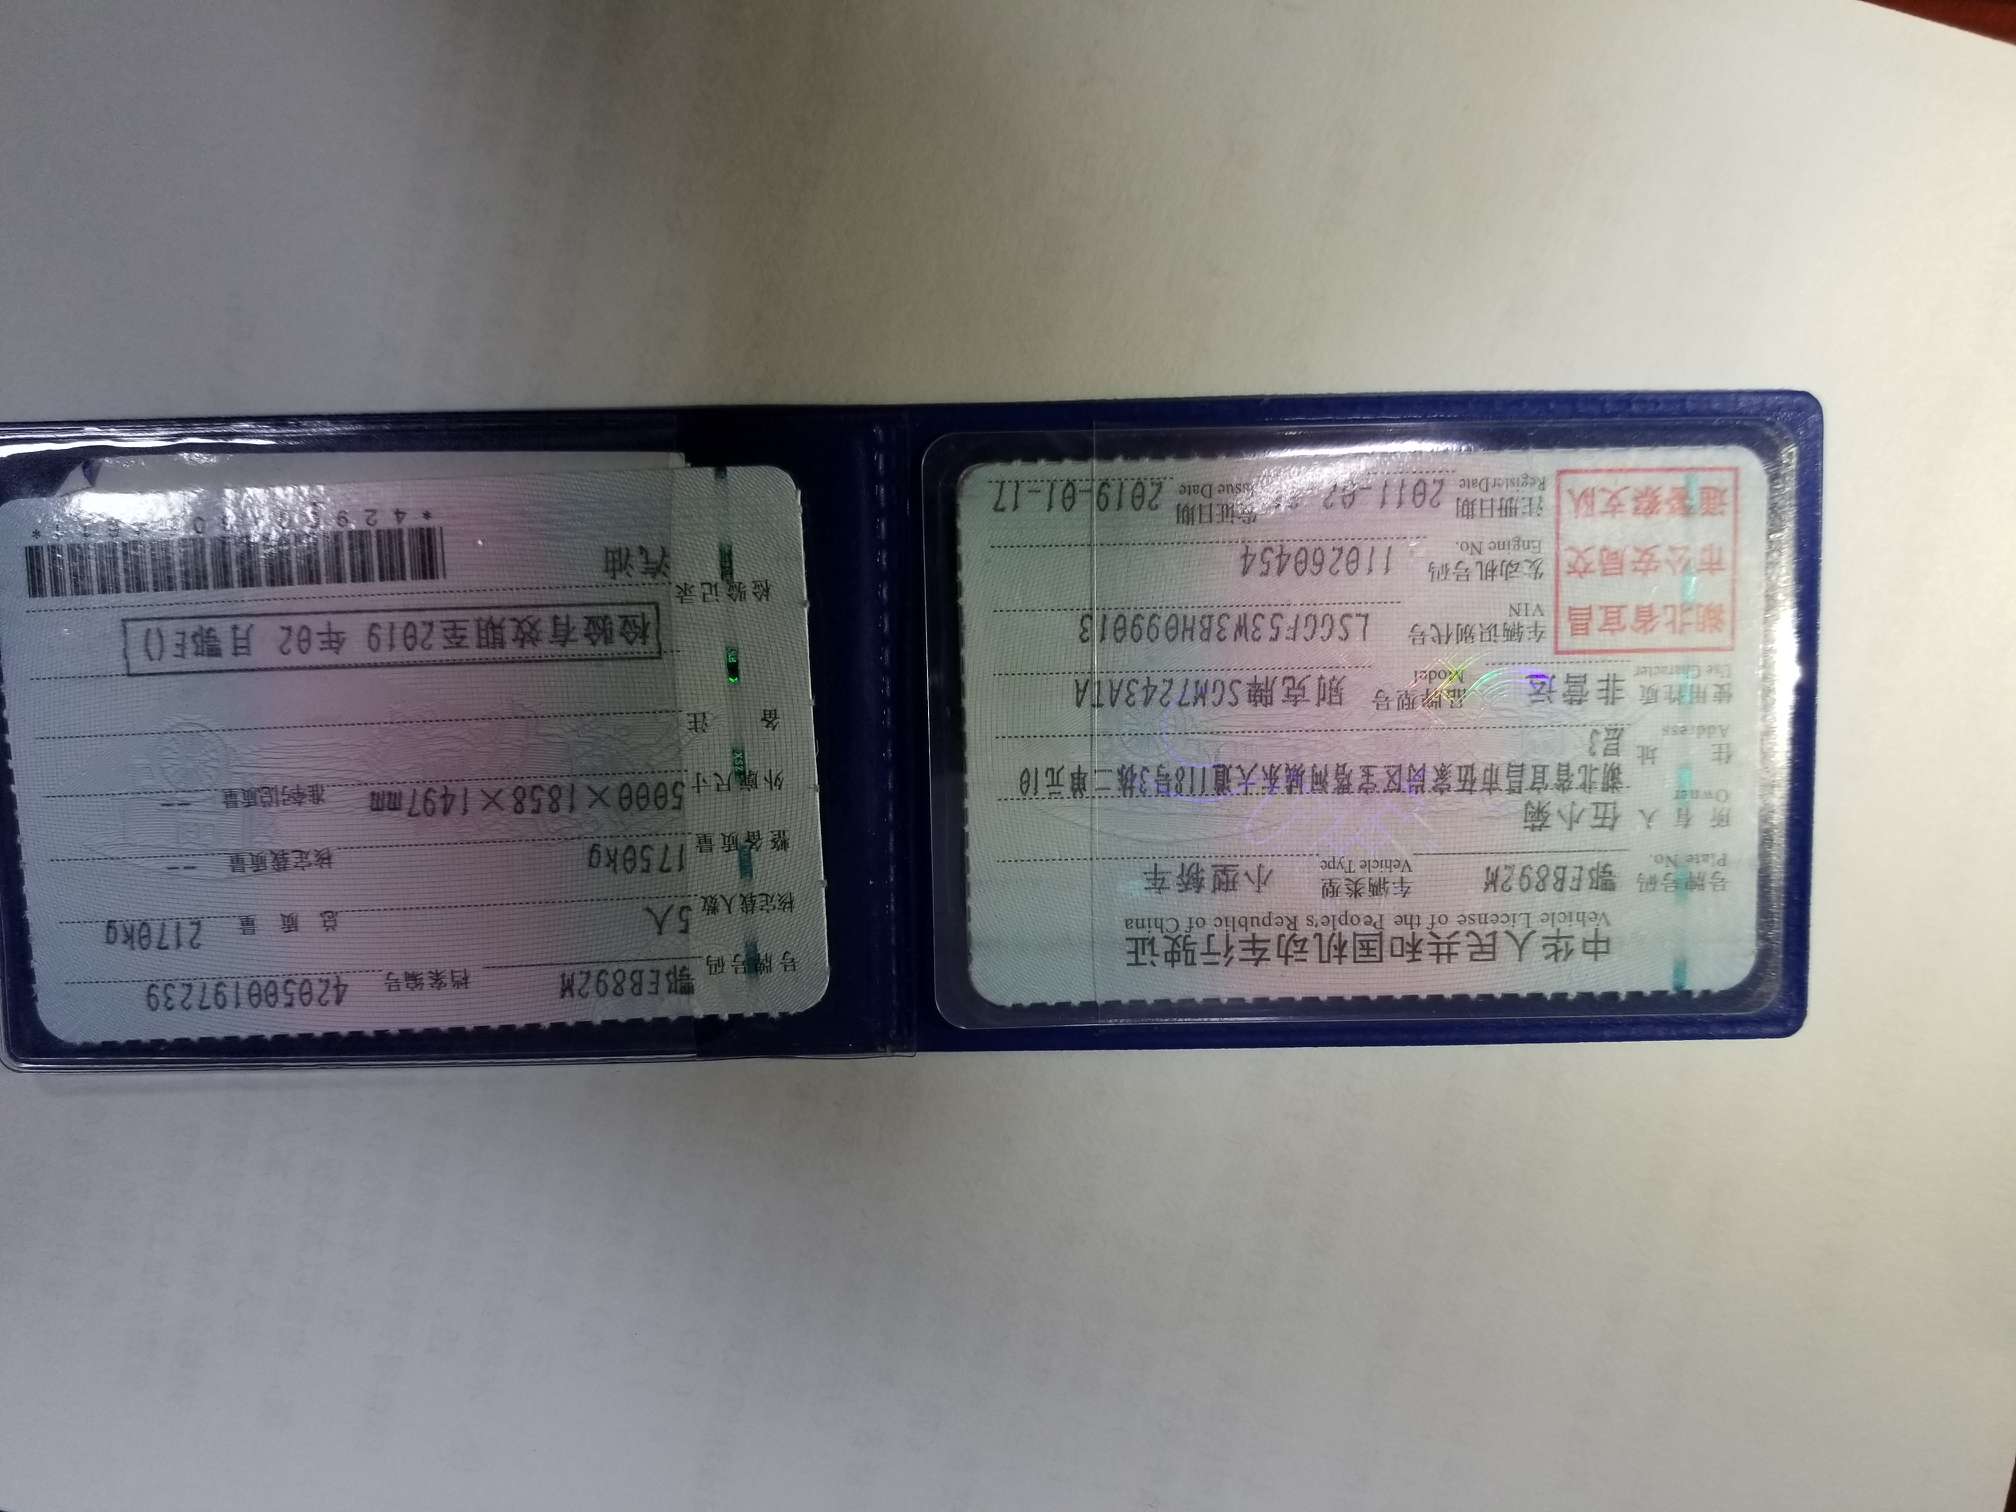 中华人民共和国机动车行驶证
Vehicle License of the People's Republic of China
号牌号码 Plate No. 鄂EB892M 车辆类型 Vehicle Type 小型轿车
所有人 Owner 伍小菊
住址 Address 湖北省宜昌市伍家岗区宝塔河城东大道118号3栋二单元10层3
使用性质 Use Character 非营运 品牌型号 Model 别克牌SGM7243ATA
湖北省宜昌市公安局交通警察支队
车辆识别代号 VIN LSGGF53W3BH099013
发动机号码 Engine No. 110260454
注册日期 Register Date 2011-02 发证日期 Issue Date 2019-01-17
号牌号码 鄂EB892M 档案编号 420500197239
核定载人数 5人 总质量 2170kg
整备质量 1750kg 核定载质量 --
外廓尺寸 5000×1858×1497mm 准牵引总质量 --
备注
检验有效期至2019年02月鄂E()
检验记录
汽油